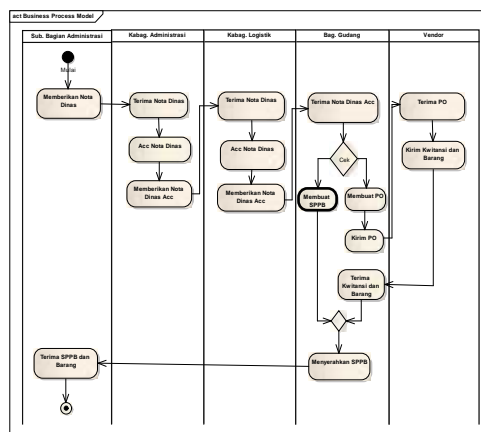 act Business Process Model
Sub. Bagian Administrasi
Kabag. Administrasi
Kabag. Logistik
Bag. Gudang
Vendor
Mulai
Memberikan Nota
Dinas
Terima Nota Dinas
Acc Nota Dinas
Memberikan Nota
Dinas Acc
Terima Nota Dinas
Acc Nota Dinas
Memberikan Nota
Dinas Acc
Terima Nota Dinas Acc
Cek
Membuat
SPPB
Membuat PO
Kirim PO
Terima PO
Kirim Kwitansi dan
Barang
Terima
Kwitansi dan
Barang
Menyerahkan SPPB
Terima SPPB dan
Barang